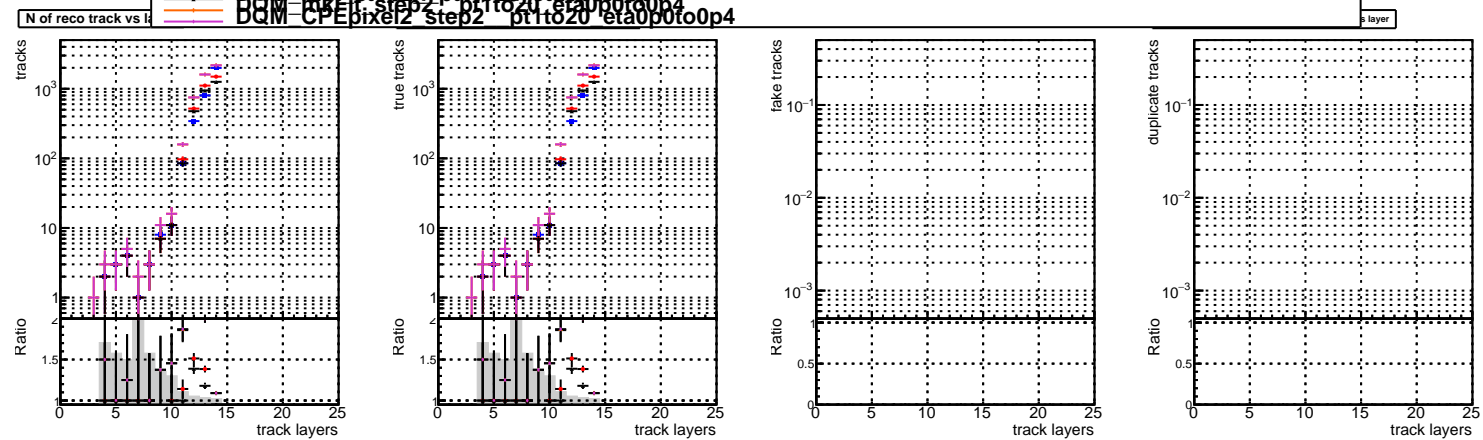 DQM_mkFit_step2_ pt1to20_eta0p0to0p4
DQM_CPEpixel2_step2__pt1to20_eta0p0to0p4
N of reco track vs la
s layer
tracks
10³
10²
10
1
Ratio
2
1.5
1
0 5 10 15 20 25
track layers
true tracks
10³
10²
10
1
Ratio
2
1.5
1
0 5 10 15 20 25
track layers
fake tracks
10⁻¹
10⁻²
10⁻³
Ratio
1
0.5
0
0 5 10 15 20 25
track layers
duplicate tracks
10⁻¹
10⁻²
10⁻³
Ratio
1
0.5
0
0 5 10 15 20 25
track layers